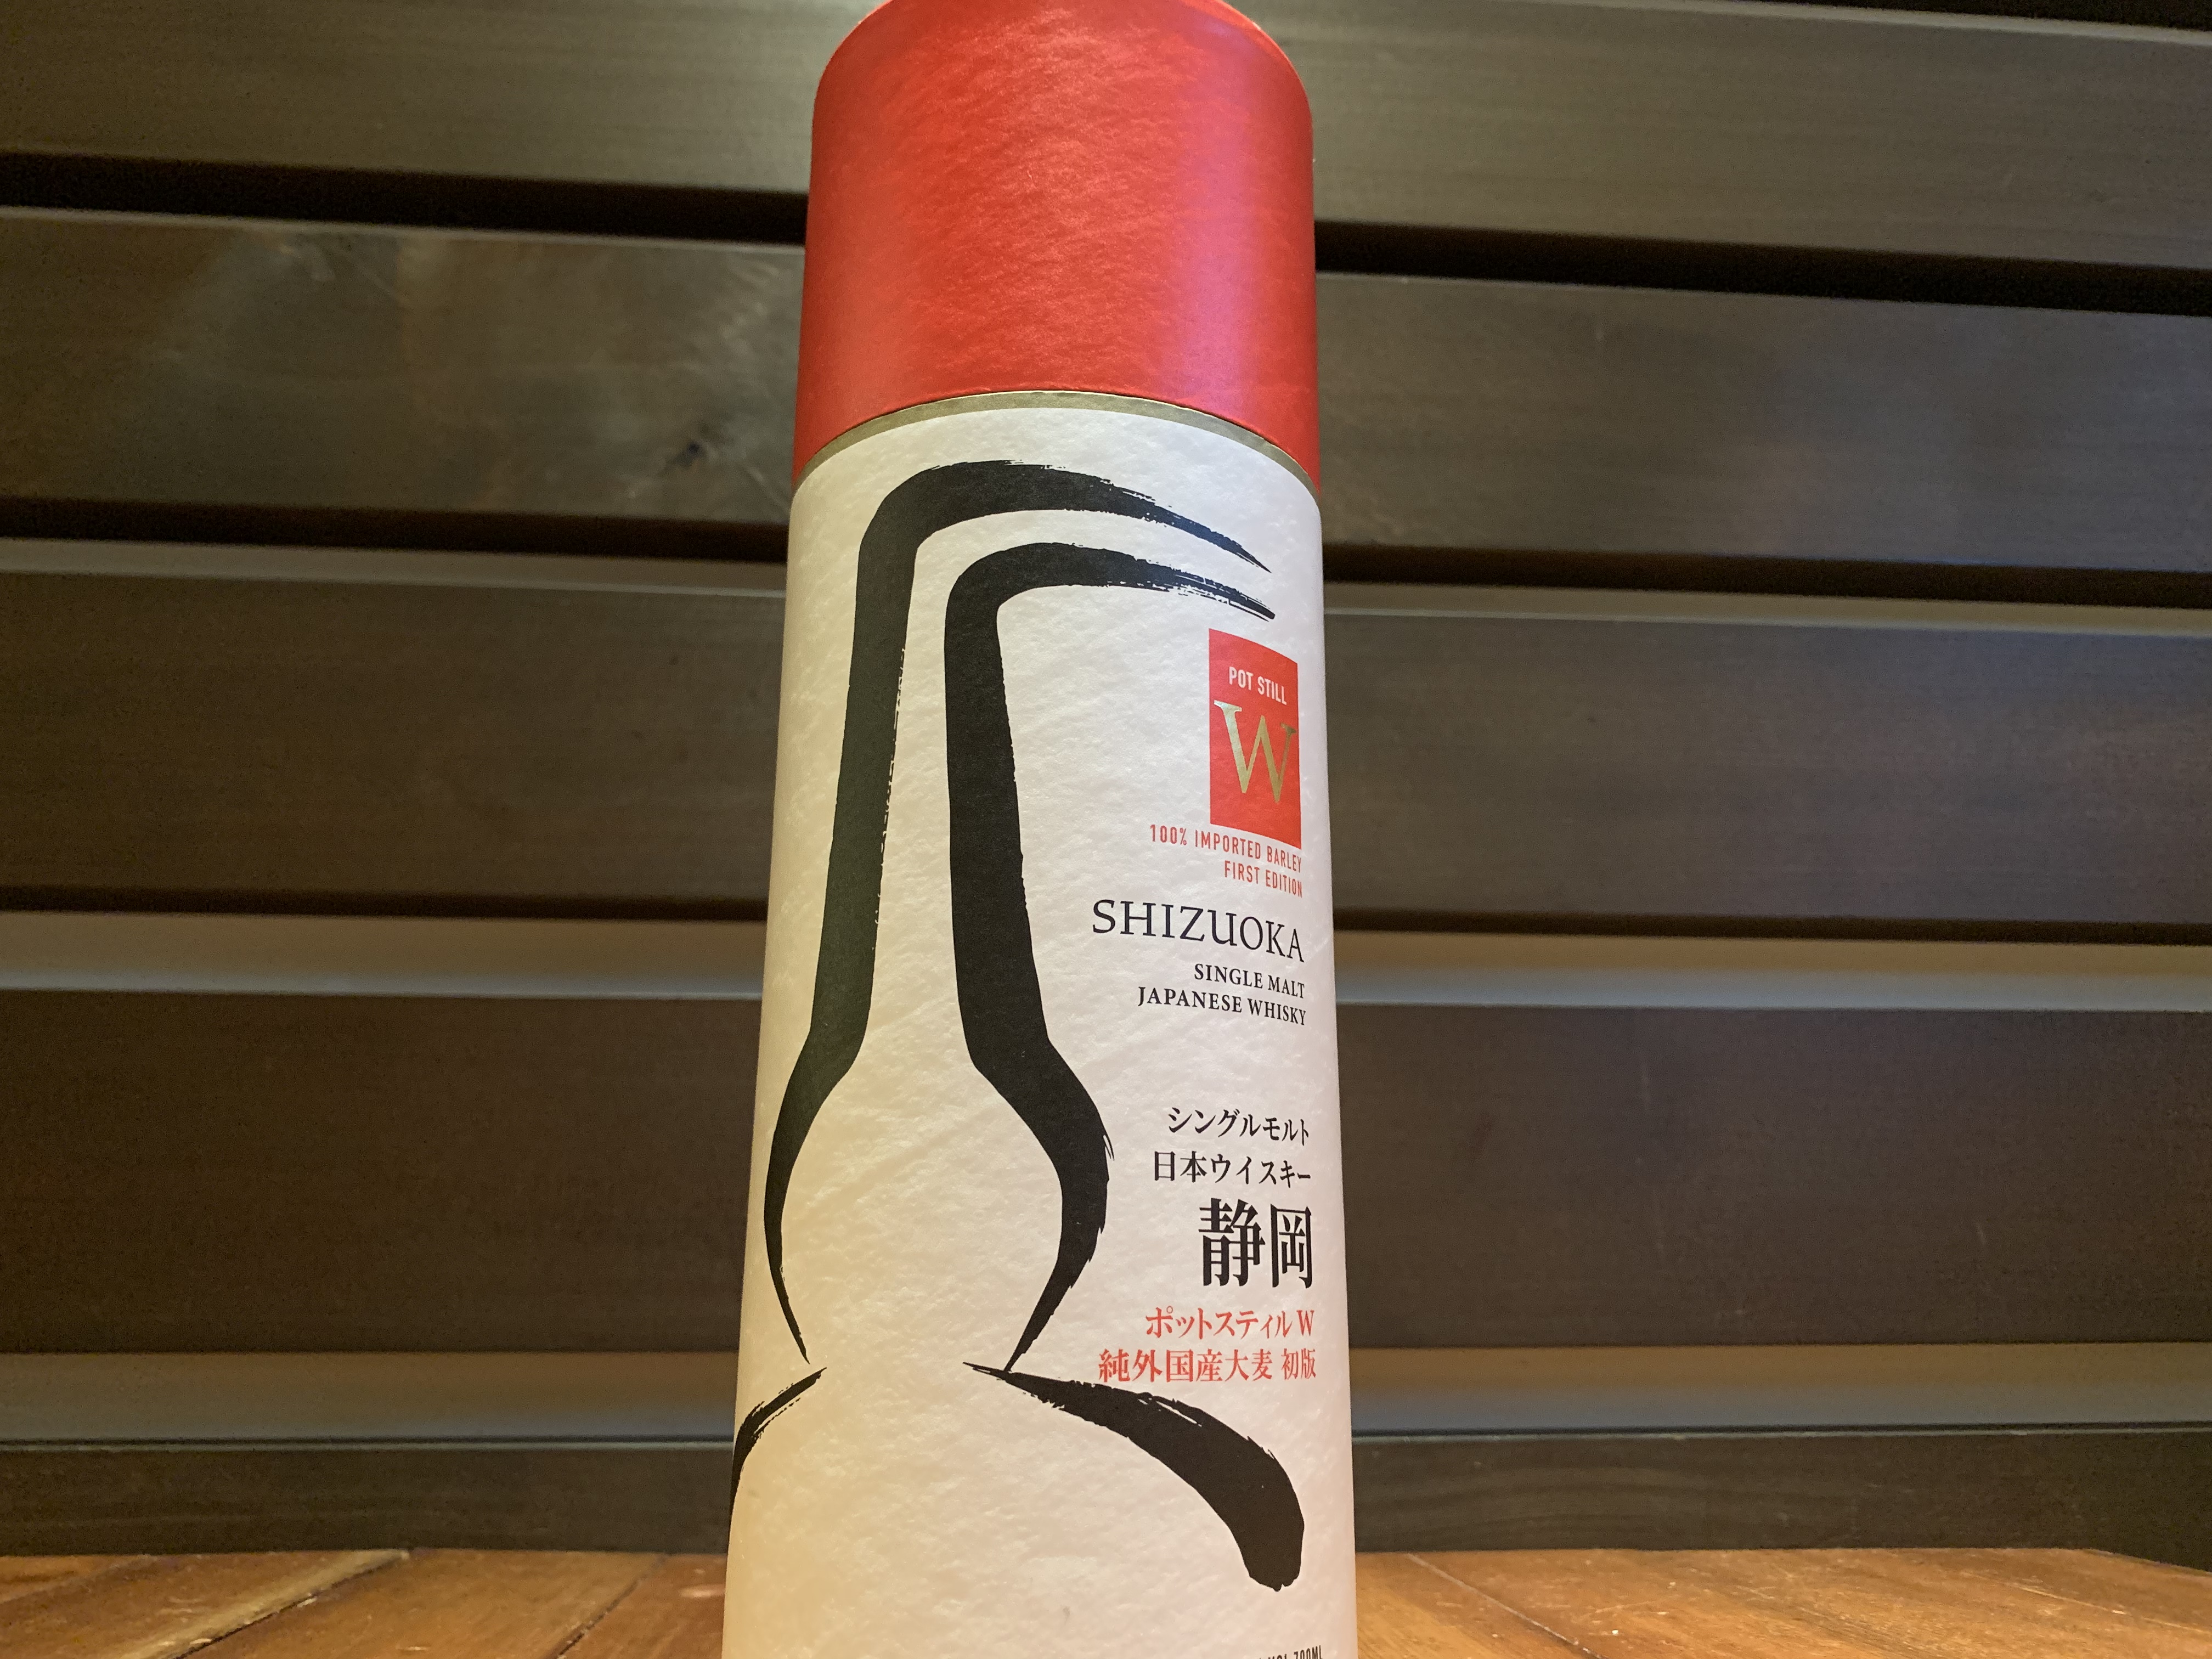 POT STILL
W
100% IMPORTED BARLEY
FIRST EDITION
SHIZUOKA
SINGLE MALT
JAPANESE WHISKY
シングルモルト
日本ウイスキー
静岡
ポットスティルW
純外国産大麦 初版
700ML